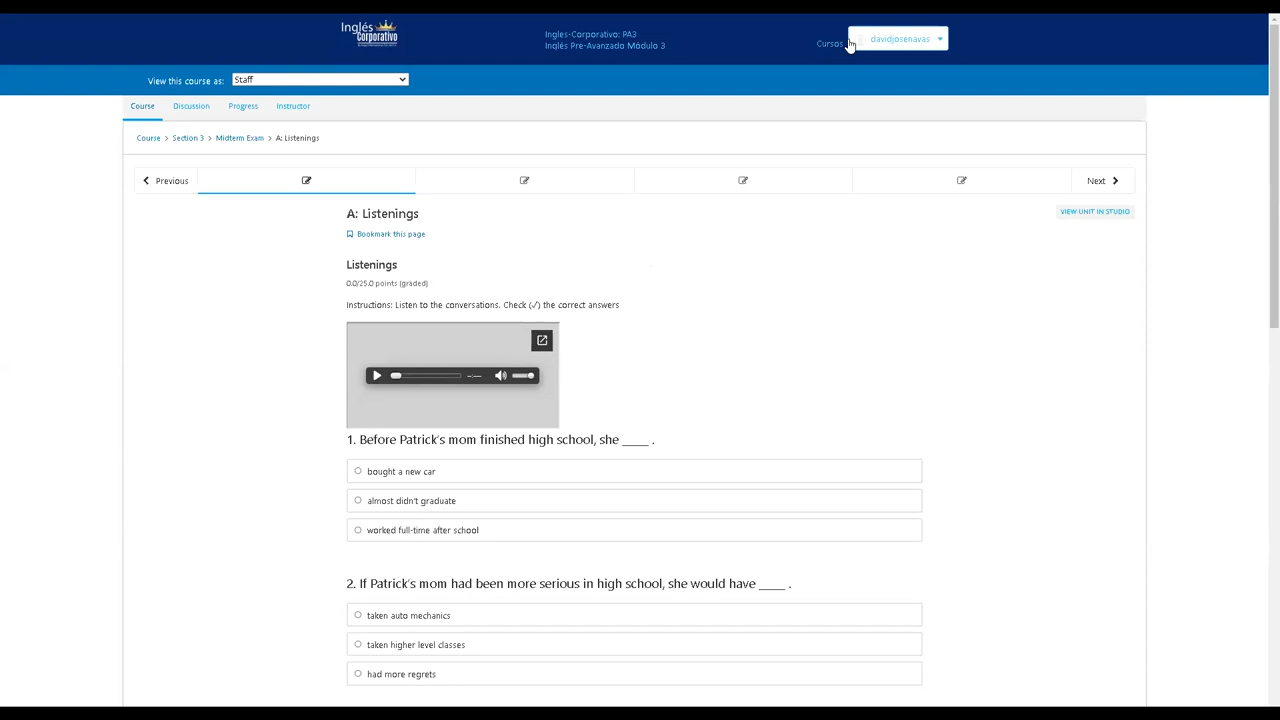 Inglés
Corporativo
Ingles-Corporativo: PA3
Inglés Pre-Avanzado Módulo 3
Cursos
davidjosenavas
View this course as: Staff
Course Discussion Progress Instructor
Course > Section 3 > Midterm Exam > A: Listenings
Previous Next
A: Listenings
VIEW UNIT IN STUDIO
Bookmark this page
Listenings
0.0/25.0 points (graded)
Instructions: Listen to the conversations. Check (✓) the correct answers
--:--
1. Before Patrick's mom finished high school, she ____ .
bought a new car
almost didn't graduate
worked full-time after school
2. If Patrick's mom had been more serious in high school, she would have ____ .
taken auto mechanics
taken higher level classes
had more regrets